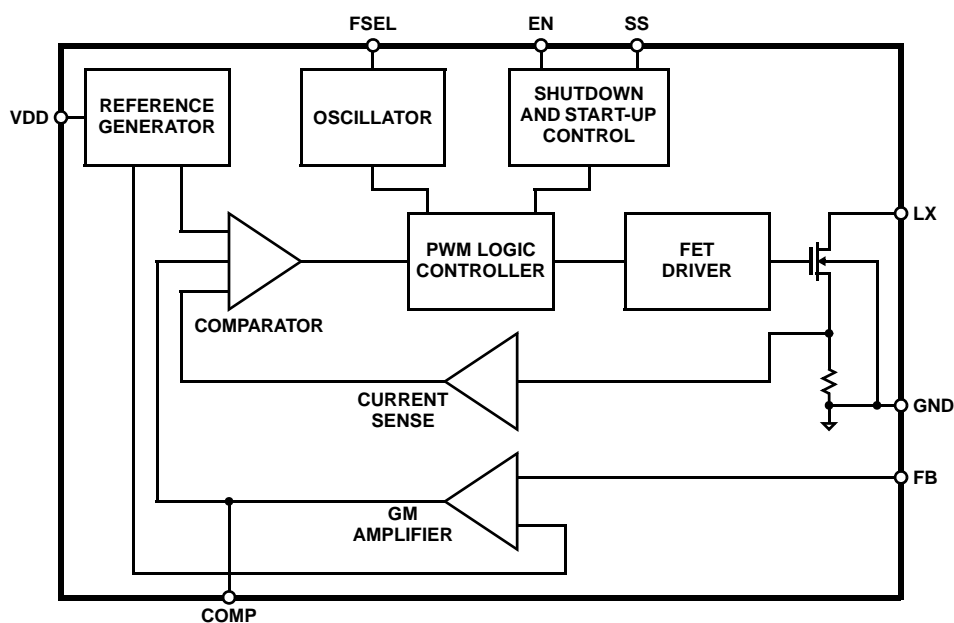 FSEL
EN
SS
VDD
REFERENCE
GENERATOR
OSCILLATOR
SHUTDOWN
AND START-UP
CONTROL
LX
PWM LOGIC
CONTROLLER
FET
DRIVER
COMPARATOR
CURRENT
SENSE
GND
FB
GM
AMPLIFIER
COMP